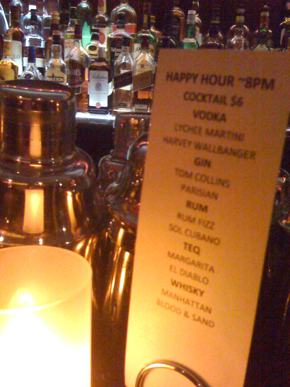 HAPPY HOUR ~8PM
COCKTAIL $6
VODKA
LYCHEE MARTINI
HARVEY WALLBANGER
GIN
TOM COLLINS
PARISIAN
RUM
RUM FIZZ
SOL CUBANO
TEQ
MARGARITA
EL DIABLO
WHISKY
MANHATTAN
BLOOD & SAND